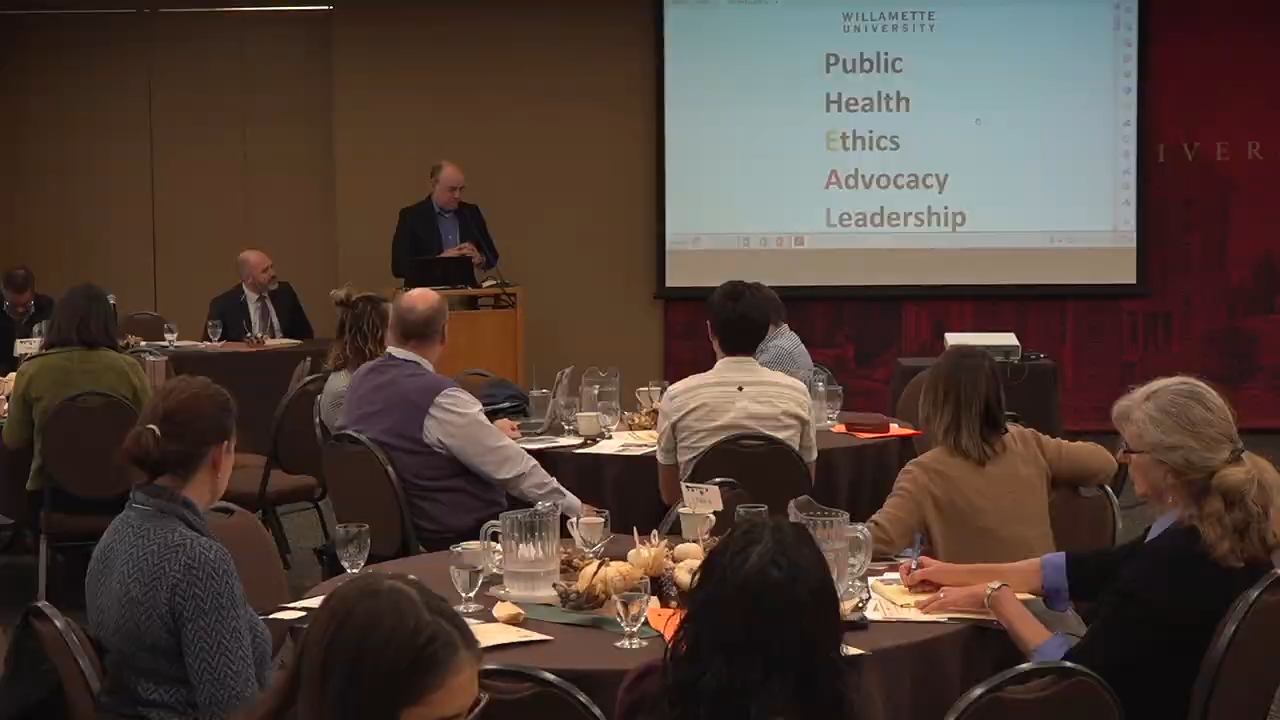 WILLAMETTE
UNIVERSITY
Public
Health
Ethics
Advocacy
Leadership
IVER